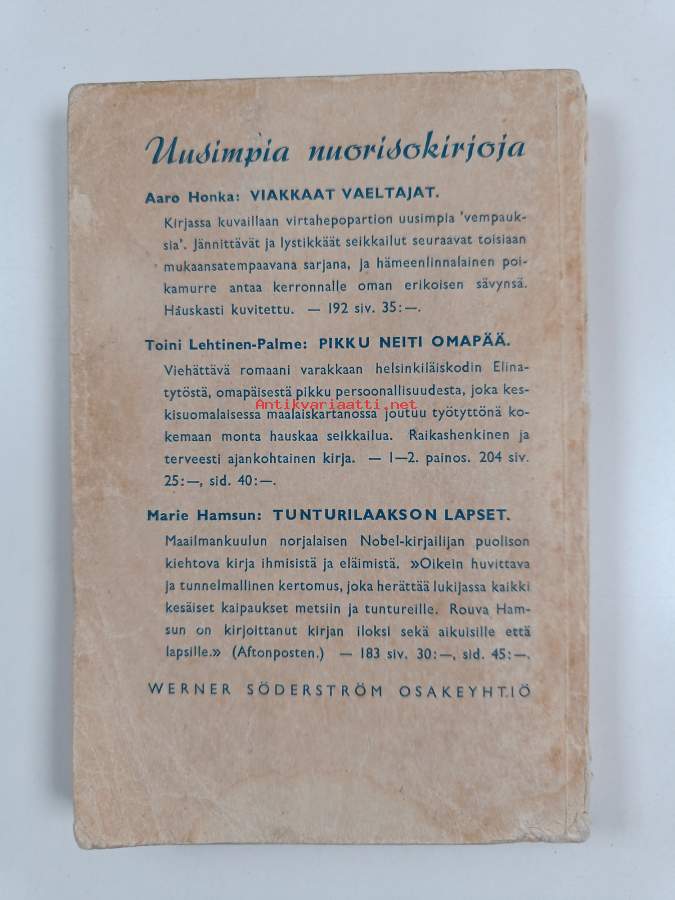 Uusimpia nuorisokirjoja
Aaro Honka: VIAKKAAT VAELTAJAT.
Kirjassa kuvaillaan virtahepopartion uusimpia 'vempauk-
sia'. Jännittävät ja lystikkäät seikkailut seuraavat toisiaan
mukaansatempaavana sarjana, ja hämeenlinnalainen poi-
kamurre antaa kerronnalle oman erikoisen sävynsä.
Hauskasti kuvitettu. — 192 siv. 35:—.
Toini Lehtinen-Palme: PIKKU NEITI OMAPÄÄ.
Viehättävä romaani varakkaan helsinkiläiskodin Elina-
tytöstä, omapäisestä pikku persoonallisuudesta, joka kes-
kisuomalaisessa maalaiskartanossa joutuu työtyttönä ko-
Antikvariaatti.net
kemaan monta hauskaa seikkailua. Raikashenkinen ja
terveesti ajankohtainen kirja. — 1—2. painos. 204 siv.
25:—, sid. 40:—.
Marie Hamsun: TUNTURILAAKSON LAPSET.
Maailmankuulun norjalaisen Nobel-kirjailijan puolison
kiehtova kirja ihmisistä ja eläimistä. »Oikein huvittava
ja tunnelmallinen kertomus, joka herättää lukijassa kaikki
kesäiset kaipaukset metsiin ja tuntureille. Rouva Ham-
sun on kirjoittanut kirjan iloksi sekä aikuisille että
lapsille.» (Aftonposten.) — 183 siv. 30:—, sid. 45:—.
WERNER SÖDERSTRÖM OSAKEYHTIÖ